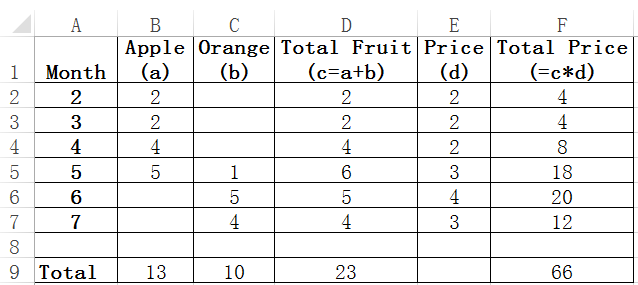 A B C D E F
Apple Orange Total Fruit Price Total Price
1 Month (a) (b) (c=a+b) (d) (=c*d)
2 2 2 2 2 4
3 3 2 2 2 4
4 4 4 4 2 8
5 5 5 1 6 3 18
6 6 5 5 4 20
7 7 4 4 3 12
8
9 Total 13 10 23 66